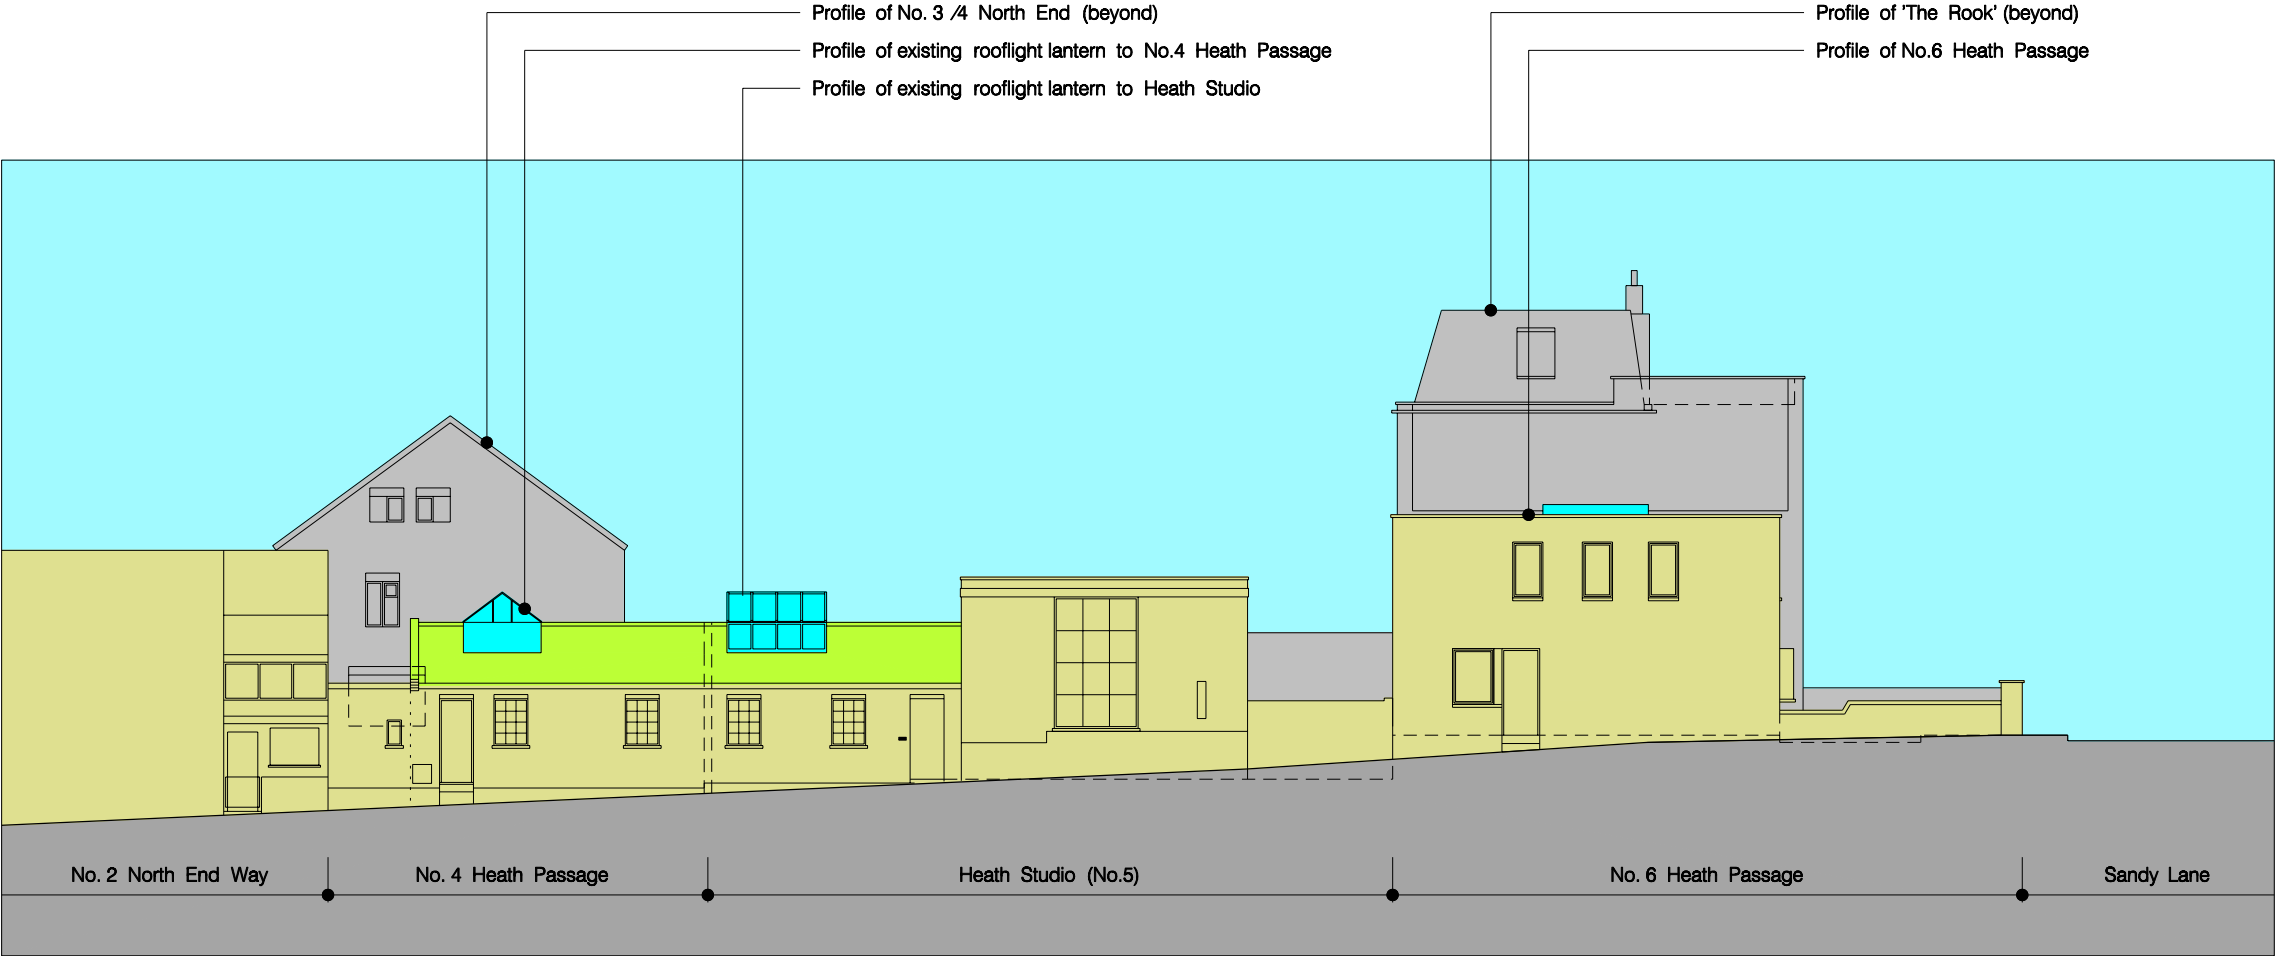 Profile of No. 3 /4 North End (beyond)
Profile of existing rooflight lantern to No.4 Heath Passage
Profile of existing rooflight lantern to Heath Studio
Profile of 'The Rook' (beyond)
Profile of No.6 Heath Passage
No. 2 North End Way
No. 4 Heath Passage
Heath Studio (No.5)
No. 6 Heath Passage
Sandy Lane